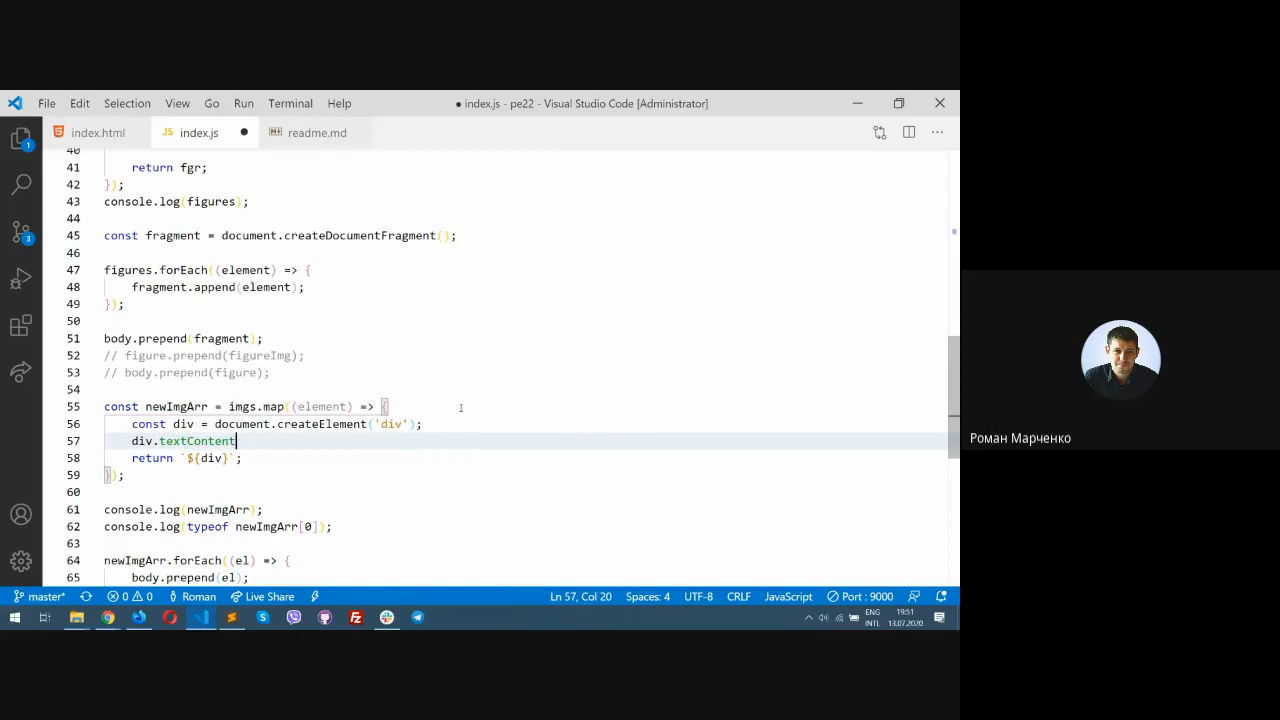 File Edit Selection View Go Run Terminal Help
● index.js - pe22 - Visual Studio Code [Administrator]
index.html
JS index.js ●
readme.md
40
41 return fgr;
42 });
43 console.log(figures);
44
45 const fragment = document.createDocumentFragment();
46
47 figures.forEach((element) => {
48 fragment.append(element);
49 });
50
51 body.prepend(fragment);
52 // figure.prepend(figureImg);
53 // body.prepend(figure);
54
55 const newImgArr = imgs.map((element) => {
56 const div = document.createElement('div');
57 div.textContent
58 return `${div}`;
59 });
60
61 console.log(newImgArr);
62 console.log(typeof newImgArr[0]);
63
64 newImgArr.forEach((el) => {
65 body.prepend(el);
1
3
master* 0 0 Roman Live Share Ln 57, Col 20 Spaces: 4 UTF-8 CRLF JavaScript Port : 9000
ENG
INTL
19:51
13.07.2020
Роман Марченко